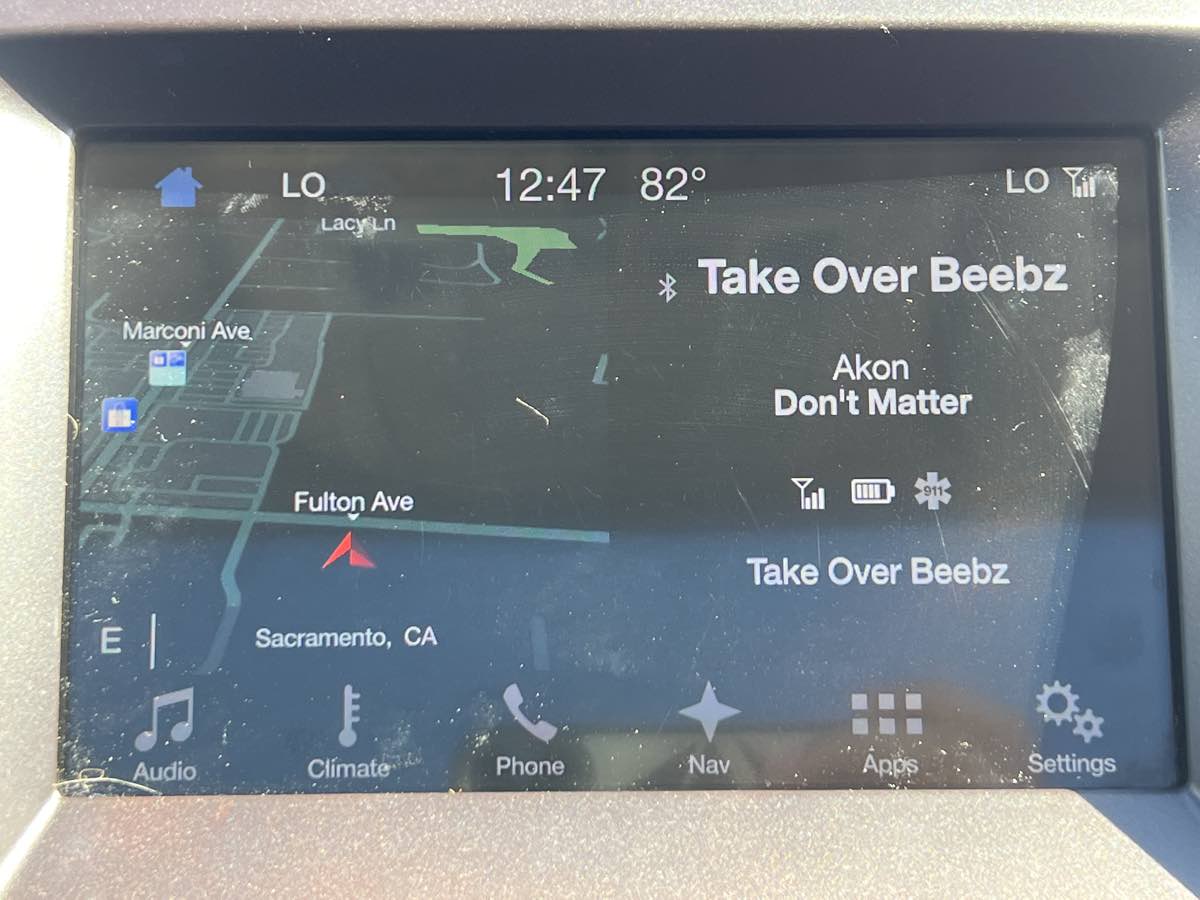 LO 12:47 82° LO
Lacy Ln
Take Over Beebz
Marconi Ave
Akon
Don't Matter
911
Fulton Ave
Take Over Beebz
E
Sacramento, CA
Audio Climate Phone Nav Apps Settings